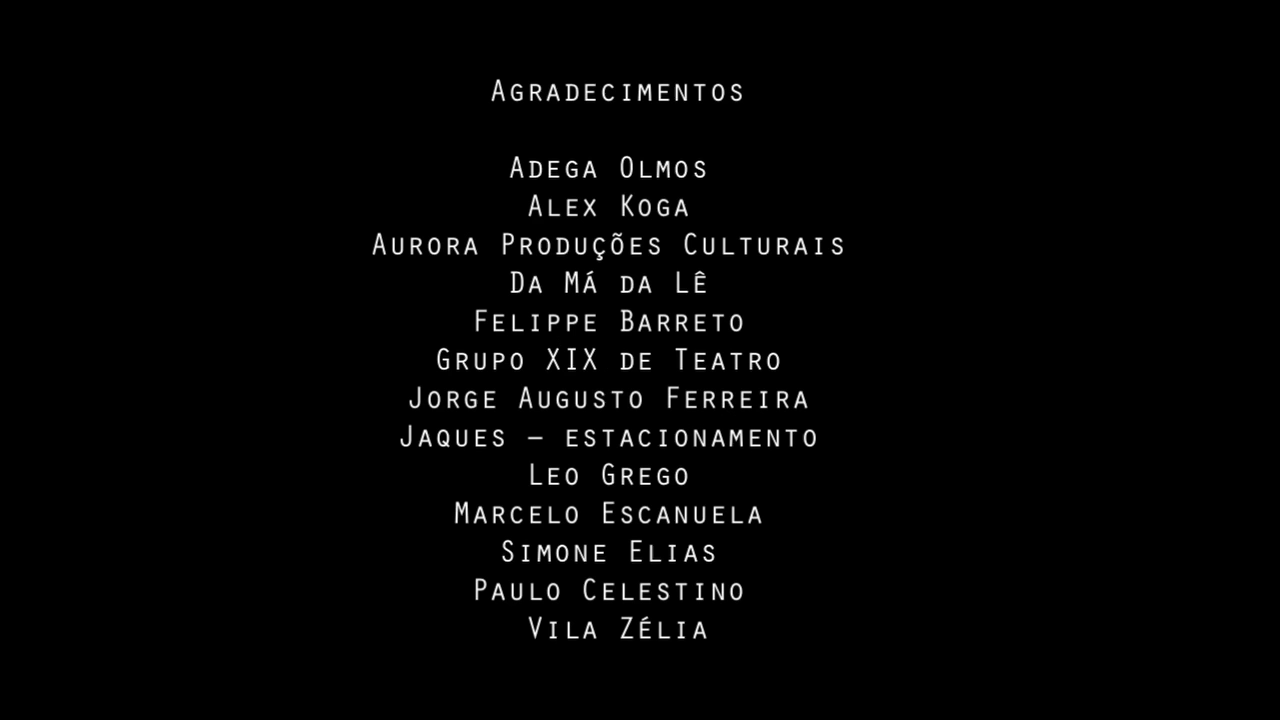 Agradecimentos
Adega Olmos
Alex Koga
Aurora Produções Culturais
Da Má da Lê
Felippe Barreto
Grupo XIX de Teatro
Jorge Augusto Ferreira
Jaques – estacionamento
Leo Grego
Marcelo Escanuela
Simone Elias
Paulo Celestino
Vila Zélia